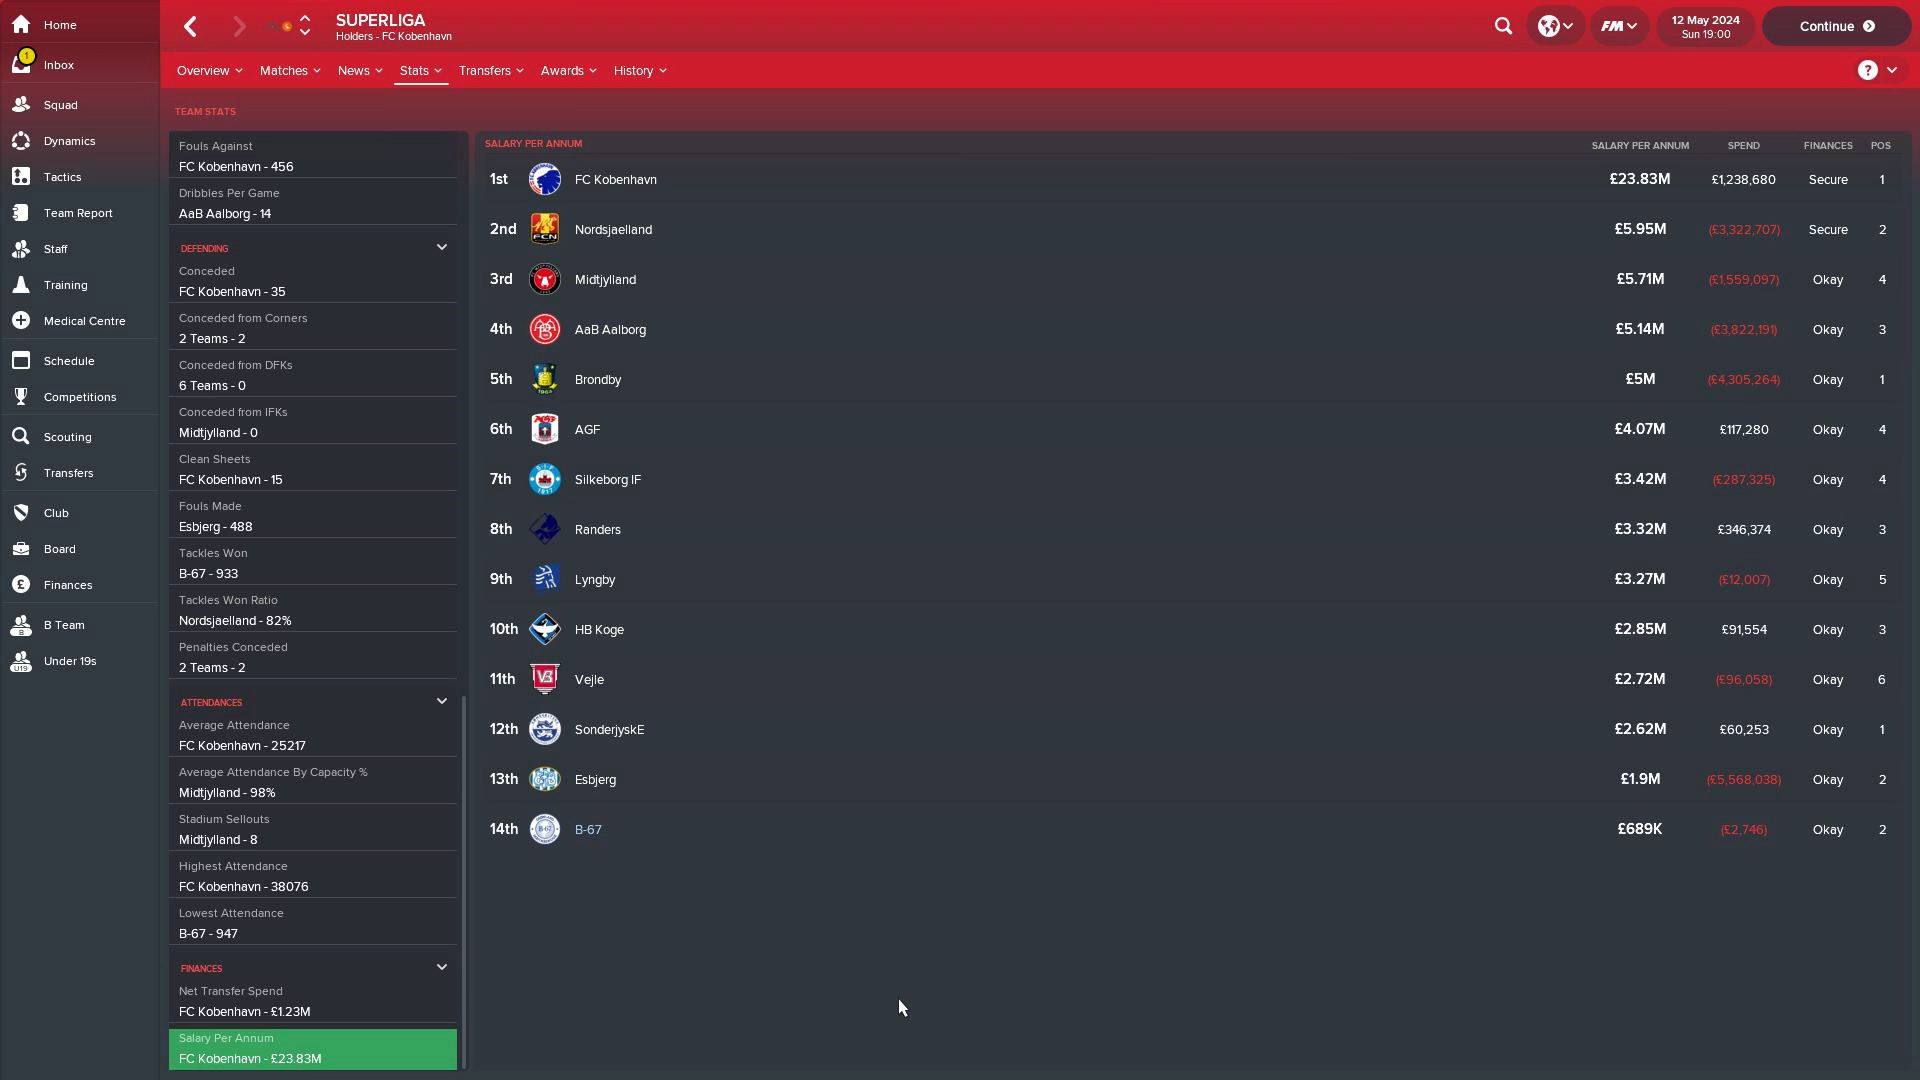 Home
Inbox
1
Squad
Dynamics
Tactics
Team Report
Staff
Training
Medical Centre
Schedule
Competitions
Scouting
Transfers
Club
Board
Finances
B Team
B
Under 19s
U19
SUPERLIGA
Holders - FC Kobenhavn
FM
12 May 2024
Sun 19:00
Continue
Overview Matches News Stats Transfers Awards History
?
TEAM STATS
Fouls Against
FC Kobenhavn - 456
Dribbles Per Game
AaB Aalborg - 14
DEFENDING
Conceded
FC Kobenhavn - 35
Conceded from Corners
2 Teams - 2
Conceded from DFKs
6 Teams - 0
Conceded from IFKs
Midtjylland - 0
Clean Sheets
FC Kobenhavn - 15
Fouls Made
Esbjerg - 488
Tackles Won
B-67 - 933
Tackles Won Ratio
Nordsjaelland - 82%
Penalties Conceded
2 Teams - 2
ATTENDANCES
Average Attendance
FC Kobenhavn - 25217
Average Attendance By Capacity %
Midtjylland - 98%
Stadium Sellouts
Midtjylland - 8
Highest Attendance
FC Kobenhavn - 38076
Lowest Attendance
B-67 - 947
FINANCES
Net Transfer Spend
FC Kobenhavn - £1.23M
Salary Per Annum
FC Kobenhavn - £23.83M
SALARY PER ANNUM SALARY PER ANNUM SPEND FINANCES POS
1st FC Kobenhavn £23.83M £1,238,680 Secure 1
2nd FCN Nordsjaelland £5.95M (£3,322,707) Secure 2
3rd Midtjylland £5.71M (£1,559,097) Okay 4
4th AaB Aalborg £5.14M (£3,822,191) Okay 3
5th Brondby £5M (£4,305,264) Okay 1
6th AGF £4.07M £117,280 Okay 4
7th Silkeborg IF £3.42M (£287,325) Okay 4
8th Randers £3.32M £346,374 Okay 3
9th Lyngby £3.27M (£12,007) Okay 5
10th HB Koge £2.85M £91,554 Okay 3
11th VB Vejle £2.72M (£96,058) Okay 6
12th SonderjyskE £2.62M £60,253 Okay 1
13th Esbjerg £1.9M (£5,568,038) Okay 2
14th B-67 B-67 £689K (£2,746) Okay 2